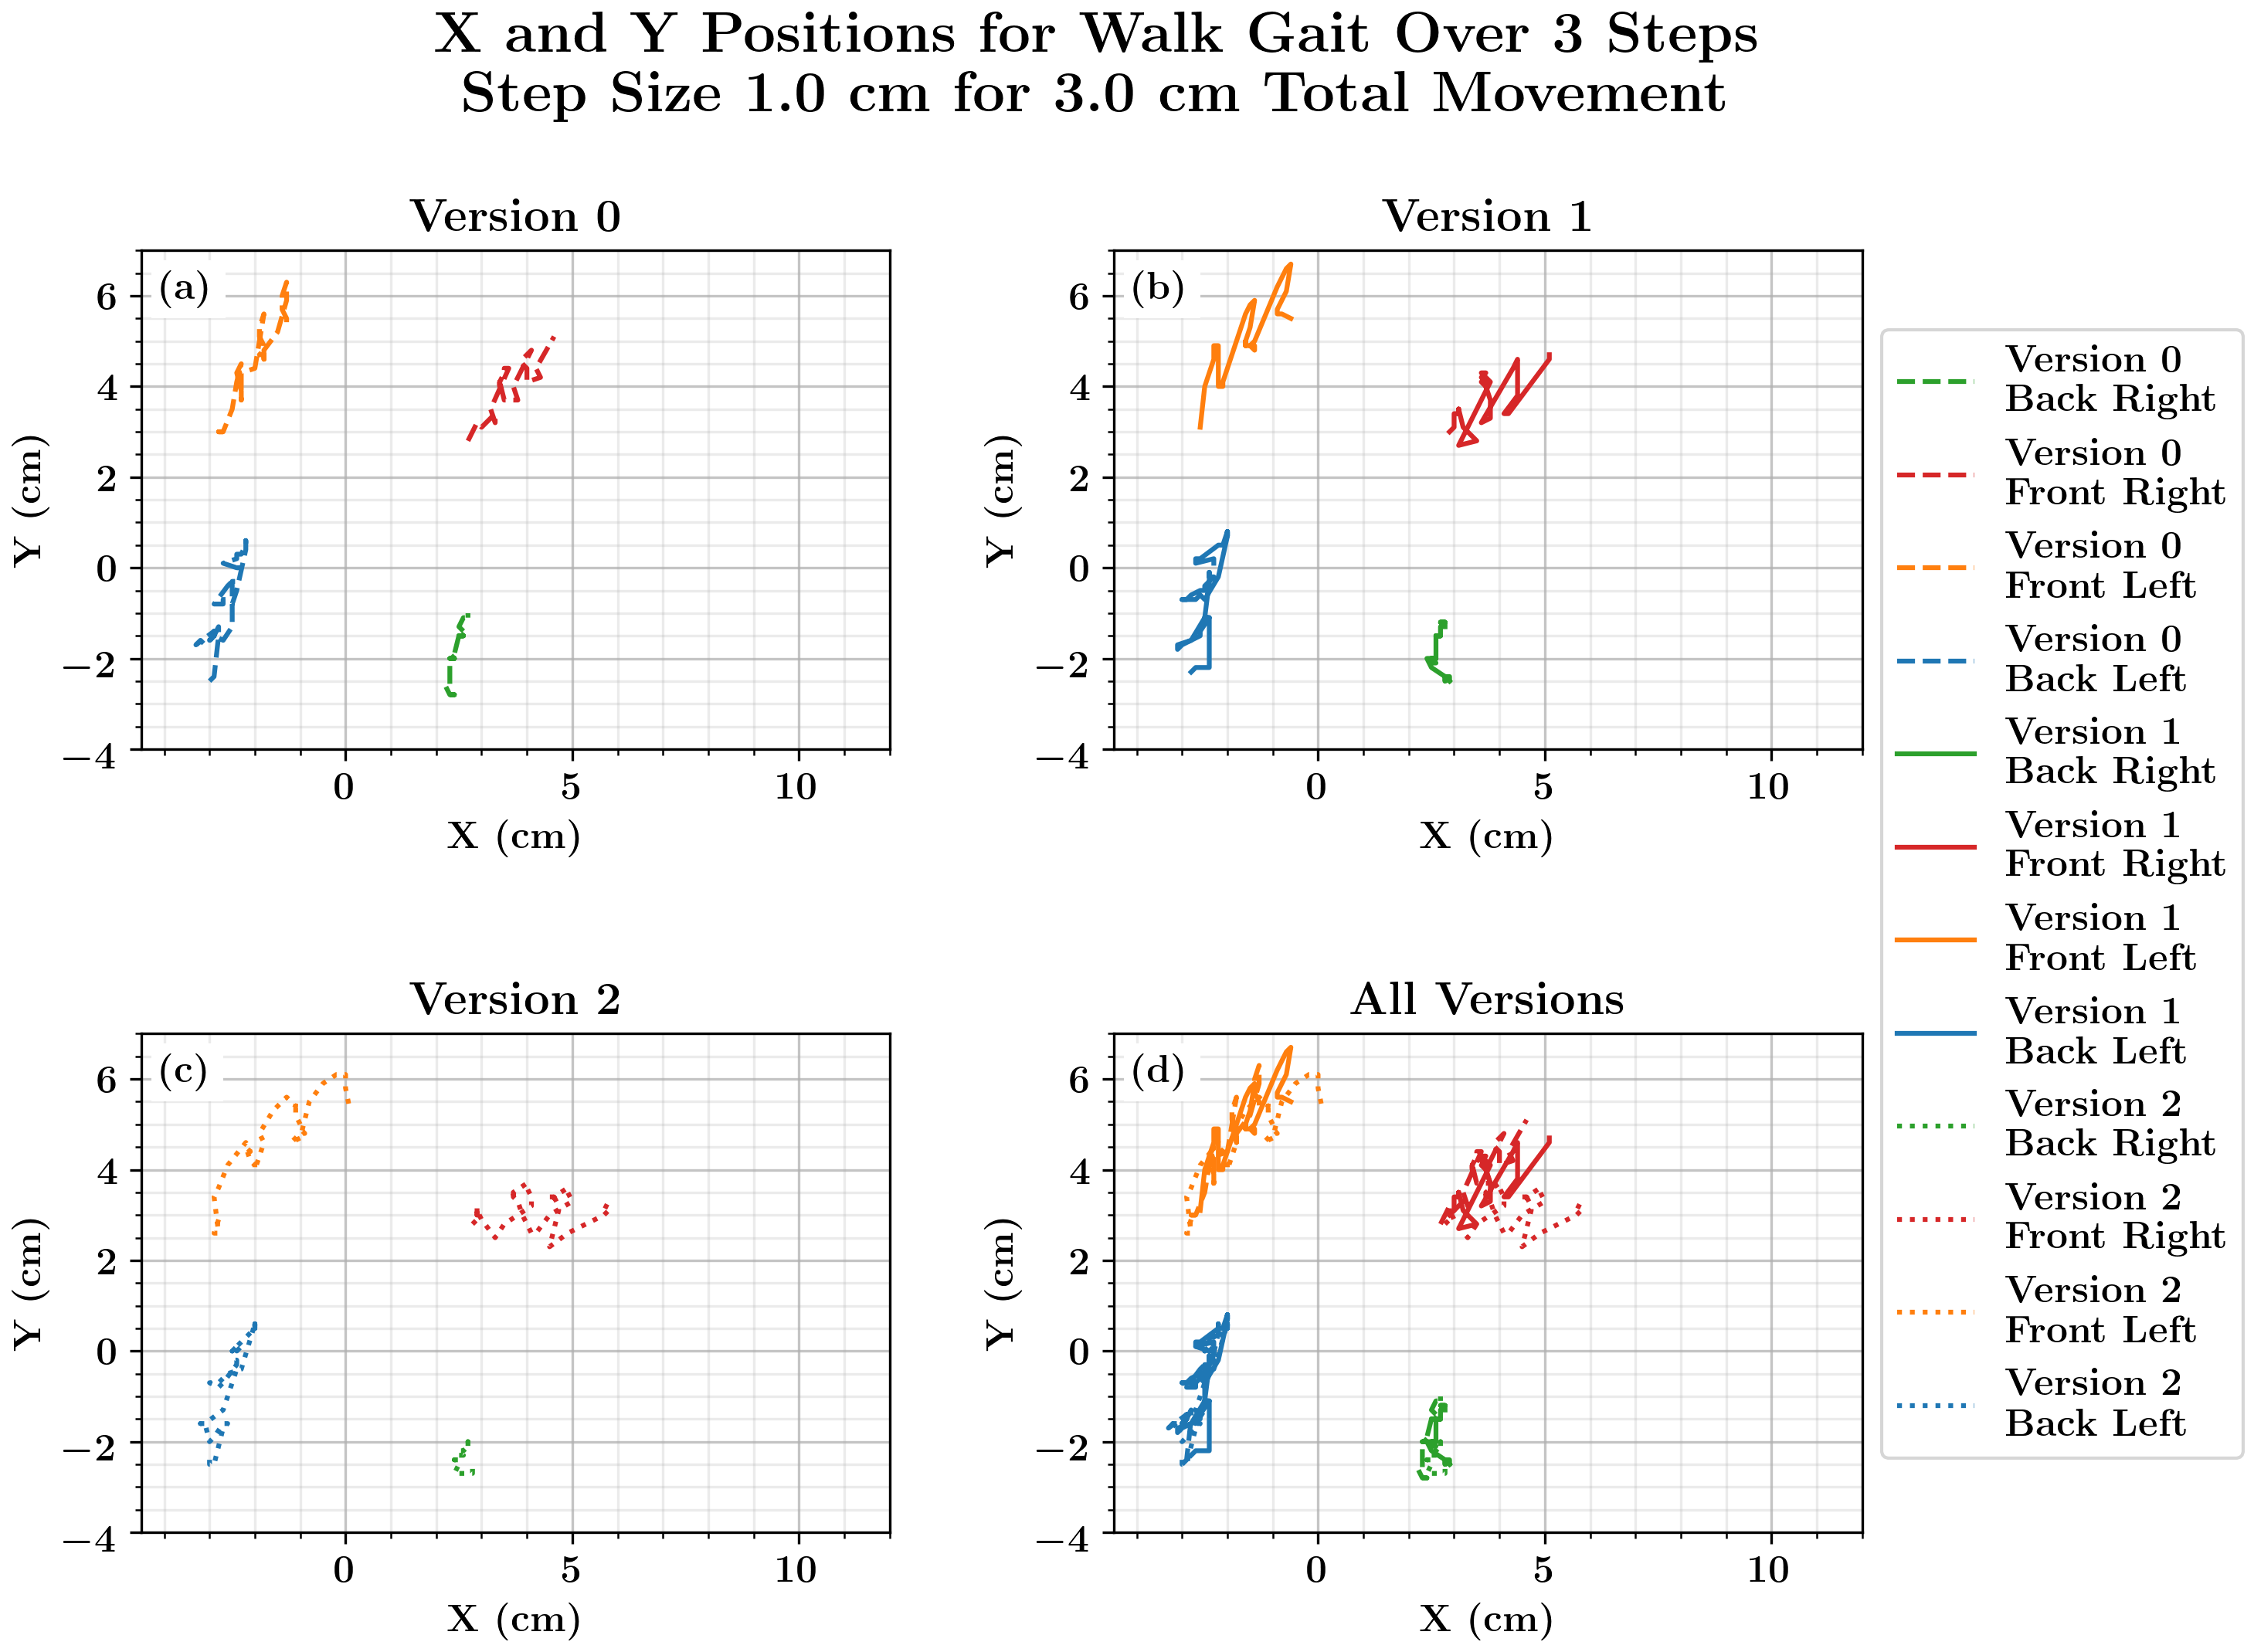 X and Y Positions for Walk Gait Over 3 Steps
Step Size 1.0 cm for 3.0 cm Total Movement
Version 0
(a)
6
4
2
0
−2
−4
Y (cm)
0 5 10
X (cm)
Version 1
(b)
6
4
2
0
−2
−4
Y (cm)
0 5 10
X (cm)
Version 2
(c)
6
4
2
0
−2
−4
Y (cm)
0 5 10
X (cm)
All Versions
(d)
6
4
2
0
−2
−4
Y (cm)
0 5 10
X (cm)
Version 0
Back Right
Version 0
Front Right
Version 0
Front Left
Version 0
Back Left
Version 1
Back Right
Version 1
Front Right
Version 1
Front Left
Version 1
Back Left
Version 2
Back Right
Version 2
Front Right
Version 2
Front Left
Version 2
Back Left